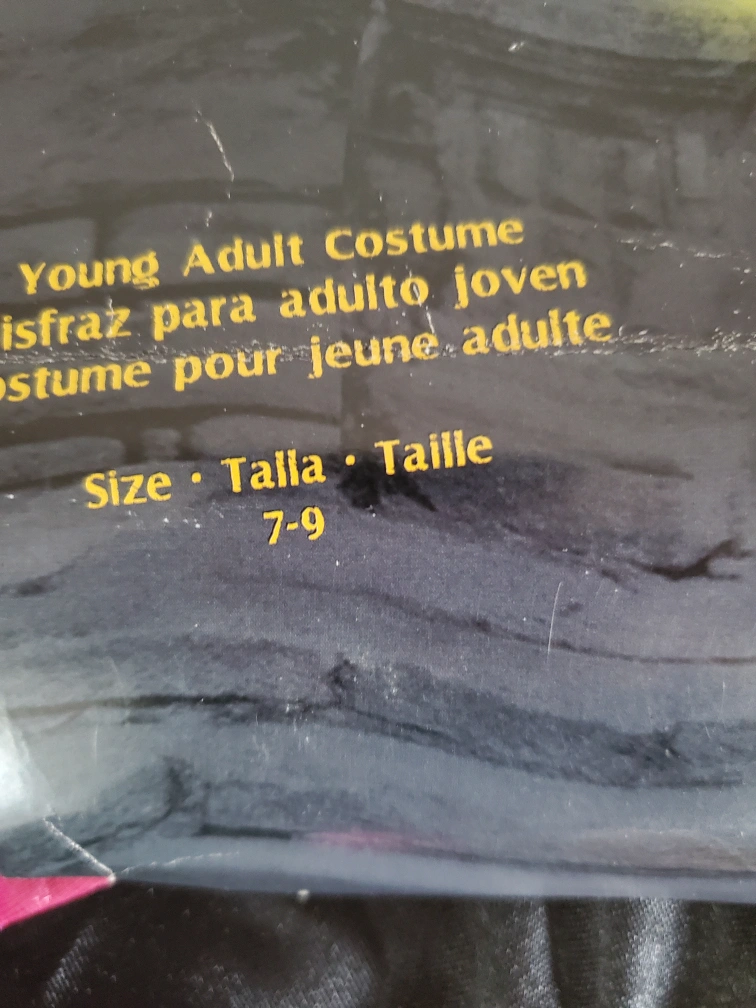 Young Adult Costume
isfraz para adulto joven
ostume pour jeune adulte
Size · Talla · Taille
7-9